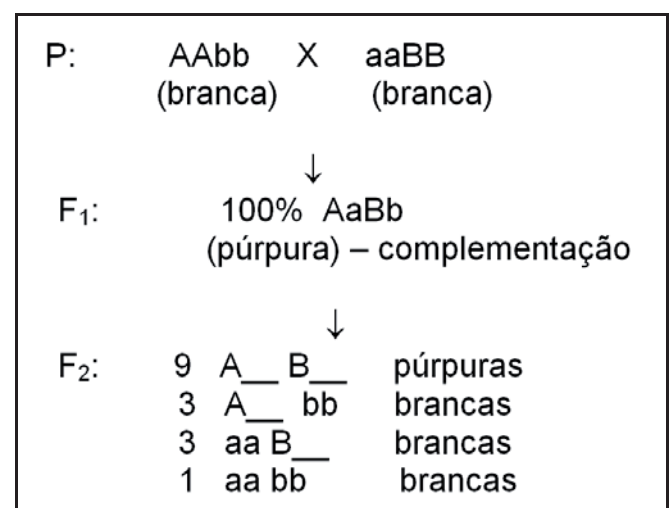 P: AAbb X aaBB
(branca) (branca)
↓
F₁: 100% AaBb
(púrpura) – complementação
↓
F₂: 9 A__ B__ púrpuras
3 A__ bb brancas
3 aa B__ brancas
1 aa bb brancas